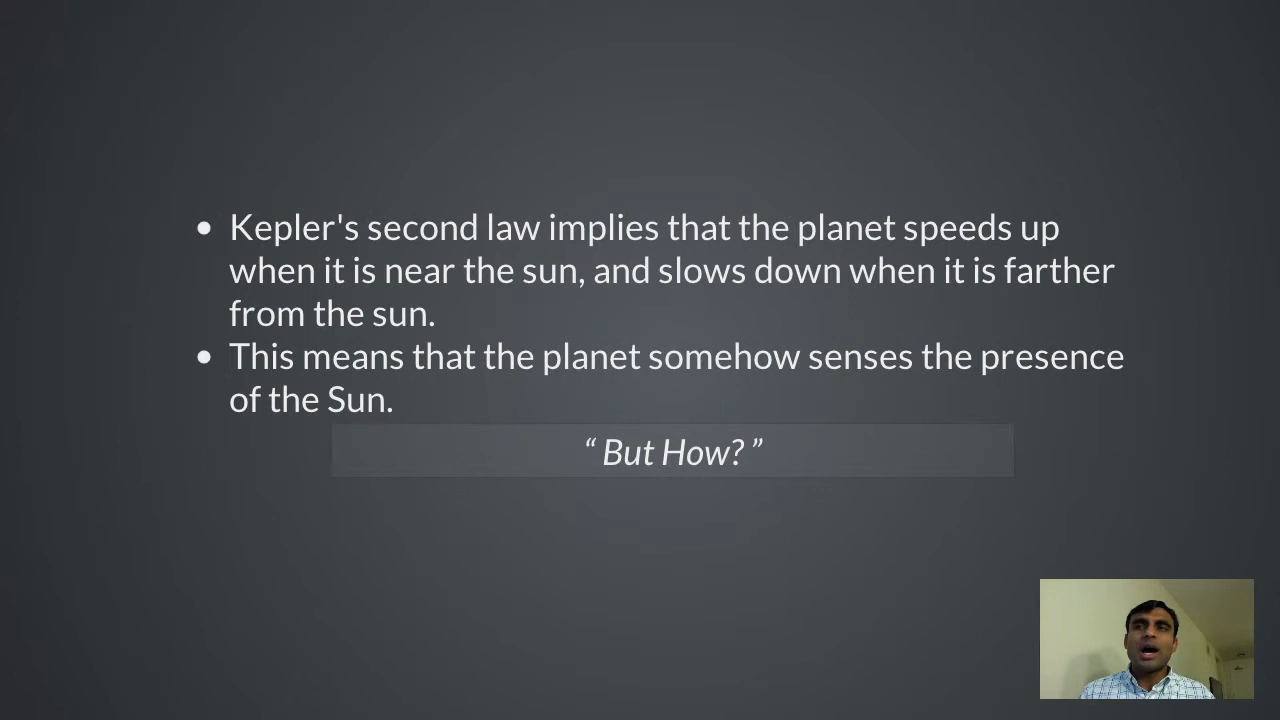 • Kepler's second law implies that the planet speeds up
when it is near the sun, and slows down when it is farther
from the sun.
• This means that the planet somehow senses the presence
of the Sun.
“ But How? ”